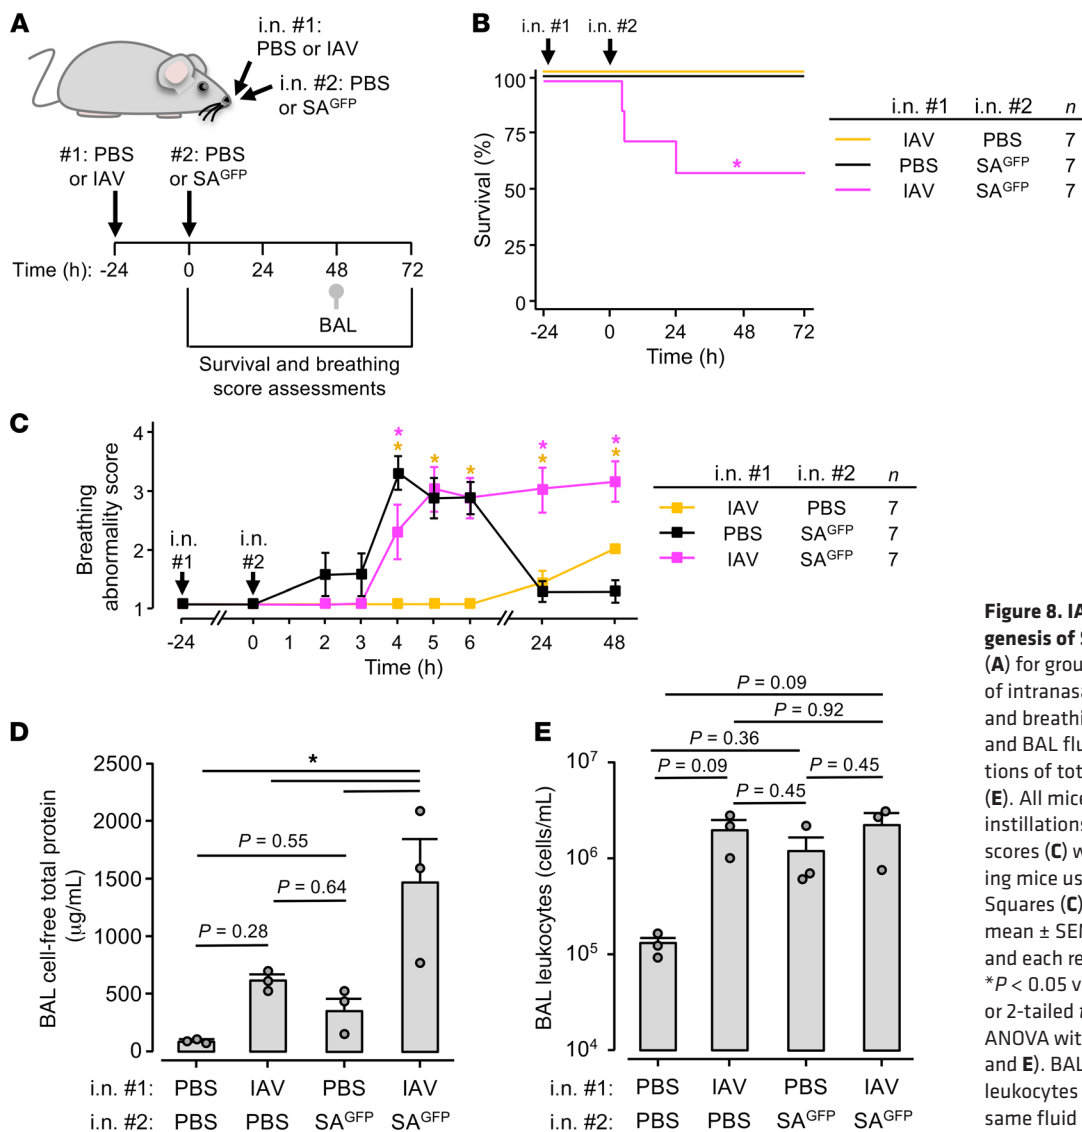 A
i.n. #1:
PBS or IAV
i.n. #2: PBS
or SA^GFP
#1: PBS
or IAV
#2: PBS
or SA^GFP
Time (h): -24 0 24 48 72
BAL
Survival and breathing
score assessments
B
i.n. #1 i.n. #2
100
75
50
25
0
Survival (%)
*
-24 0 24 48 72
Time (h)
i.n. #1 i.n. #2 n
IAV PBS 7
PBS SA^GFP 7
IAV SA^GFP 7
C
Breathing
abnormality score
4
3
2
1
i.n.
#1
i.n.
#2
* * * *
* * * *
-24 0 1 2 3 4 5 6 24 48
Time (h)
i.n. #1 i.n. #2 n
IAV PBS 7
PBS SA^GFP 7
IAV SA^GFP 7
D
BAL cell-free total protein
(µg/mL)
2500
2000
1500
1000
500
0
*
P = 0.55
P = 0.64
P = 0.28
i.n. #1: PBS IAV PBS IAV
i.n. #2: PBS PBS SA^GFP SA^GFP
E
BAL leukocytes (cells/mL)
10^7
10^6
10^5
10^4
P = 0.09
P = 0.92
P = 0.36
P = 0.09 P = 0.45
P = 0.45
i.n. #1: PBS IAV PBS IAV
i.n. #2: PBS PBS SA^GFP SA^GFP
Figure 8. IA
genesis of S
(A) for grou
of intranasa
and breathi
and BAL flu
tions of tot
(E). All mice
instillations
scores (C) w
ing mice us
Squares (C)
mean ± SEM
and each re
*P < 0.05 v
or 2-tailed t
ANOVA wit
and E). BAL
leukocytes
same fluid